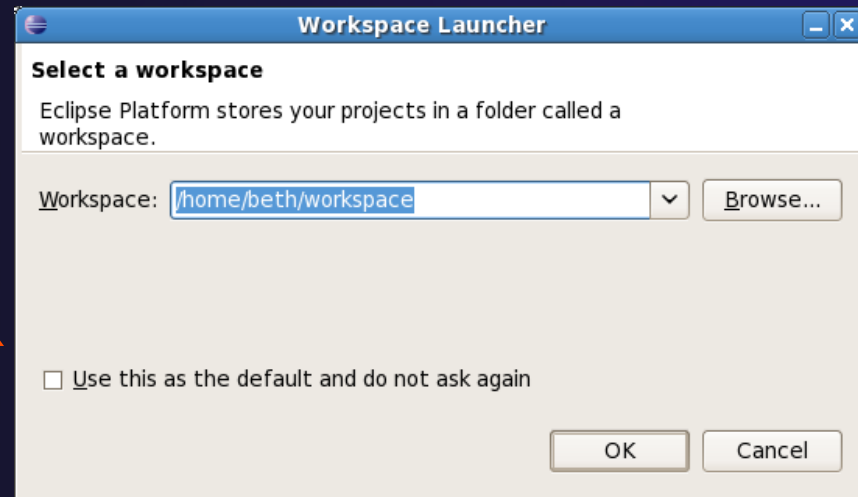 Workspace Launcher
Select a workspace
Eclipse Platform stores your projects in a folder called a
workspace.
Workspace: /home/beth/workspace Browse...
Use this as the default and do not ask again
OK Cancel